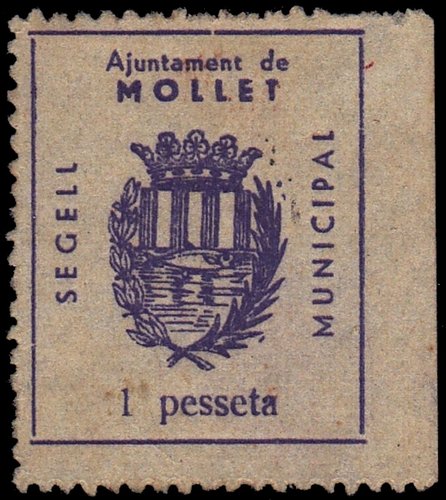 Ajuntament de
MOLLET
SEGELL
MUNICIPAL
1 pesseta